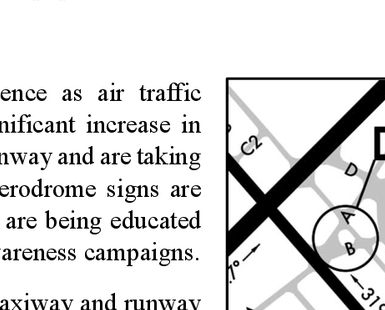 ence as air traffic
nificant increase in
nway and are taking
erodrome signs are
are being educated
vareness campaigns.
axiway and runway
C2
D
A
B
7°
31°